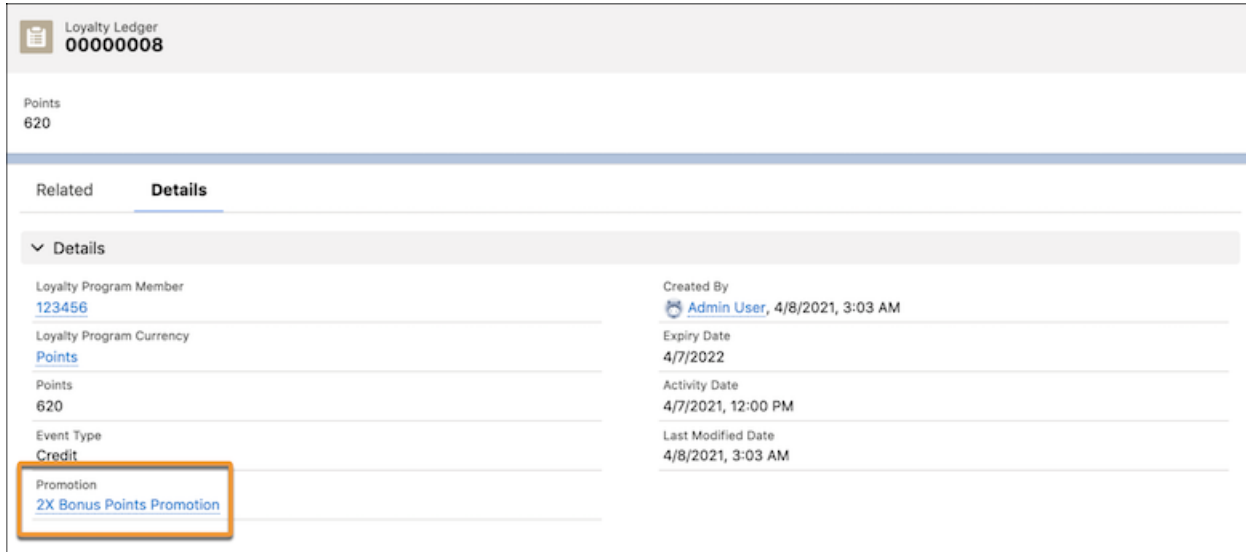 Loyalty Ledger
00000008
Points
620
Related Details
Details
Loyalty Program Member
123456
Loyalty Program Currency
Points
Points
620
Event Type
Credit
Promotion
2X Bonus Points Promotion
Created By
Admin User, 4/8/2021, 3:03 AM
Expiry Date
4/7/2022
Activity Date
4/7/2021, 12:00 PM
Last Modified Date
4/8/2021, 3:03 AM